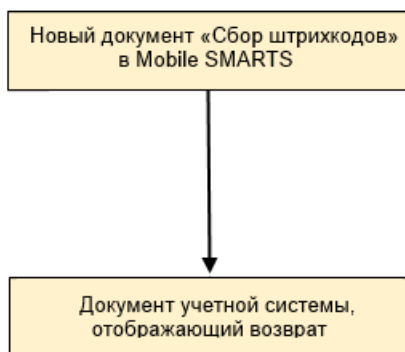 Новый документ «Сбор штрихкодов»
в Mobile SMARTS
Документ учетной системы,
отображающий возврат